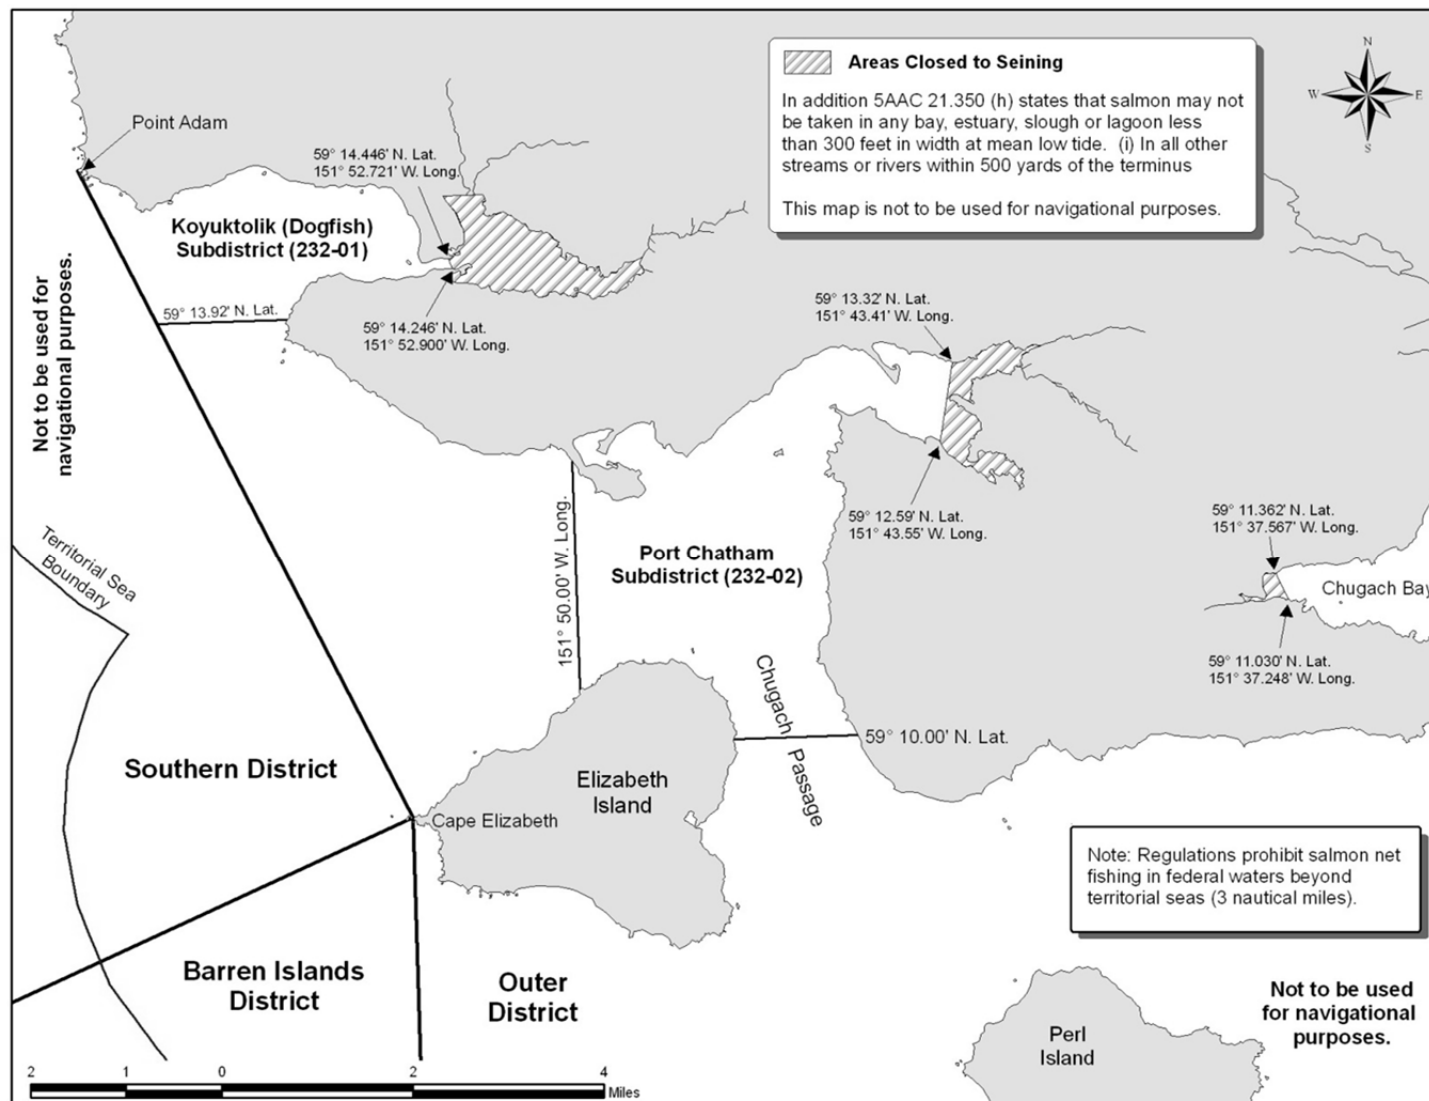 Areas Closed to Seining
In addition 5AAC 21.350 (h) states that salmon may not
be taken in any bay, estuary, slough or lagoon less
than 300 feet in width at mean low tide. (i) In all other
streams or rivers within 500 yards of the terminus
This map is not to be used for navigational purposes.
N
W
E
S
Point Adam
59° 14.446' N. Lat.
151° 52.721' W. Long.
Koyuktolik (Dogfish)
Subdistrict (232-01)
Not to be used for
navigational purposes.
59° 13.92' N. Lat.
59° 14.246' N. Lat.
151° 52.900' W. Long.
59° 13.32' N. Lat.
151° 43.41' W. Long.
59° 12.59' N. Lat.
151° 43.55' W. Long.
151° 50.00' W. Long.
Port Chatham
Subdistrict (232-02)
59° 11.362' N. Lat.
151° 37.567' W. Long.
Chugach Bay
59° 11.030' N. Lat.
151° 37.248' W. Long.
Territorial Sea
Boundary
Chugach
Passage
59° 10.00' N. Lat.
Southern District
Elizabeth
Island
Cape Elizabeth
Note: Regulations prohibit salmon net
fishing in federal waters beyond
territorial seas (3 nautical miles).
Barren Islands
District
Outer
District
Not to be used
for navigational
purposes.
Perl
Island
2 1 0 2 4
Miles